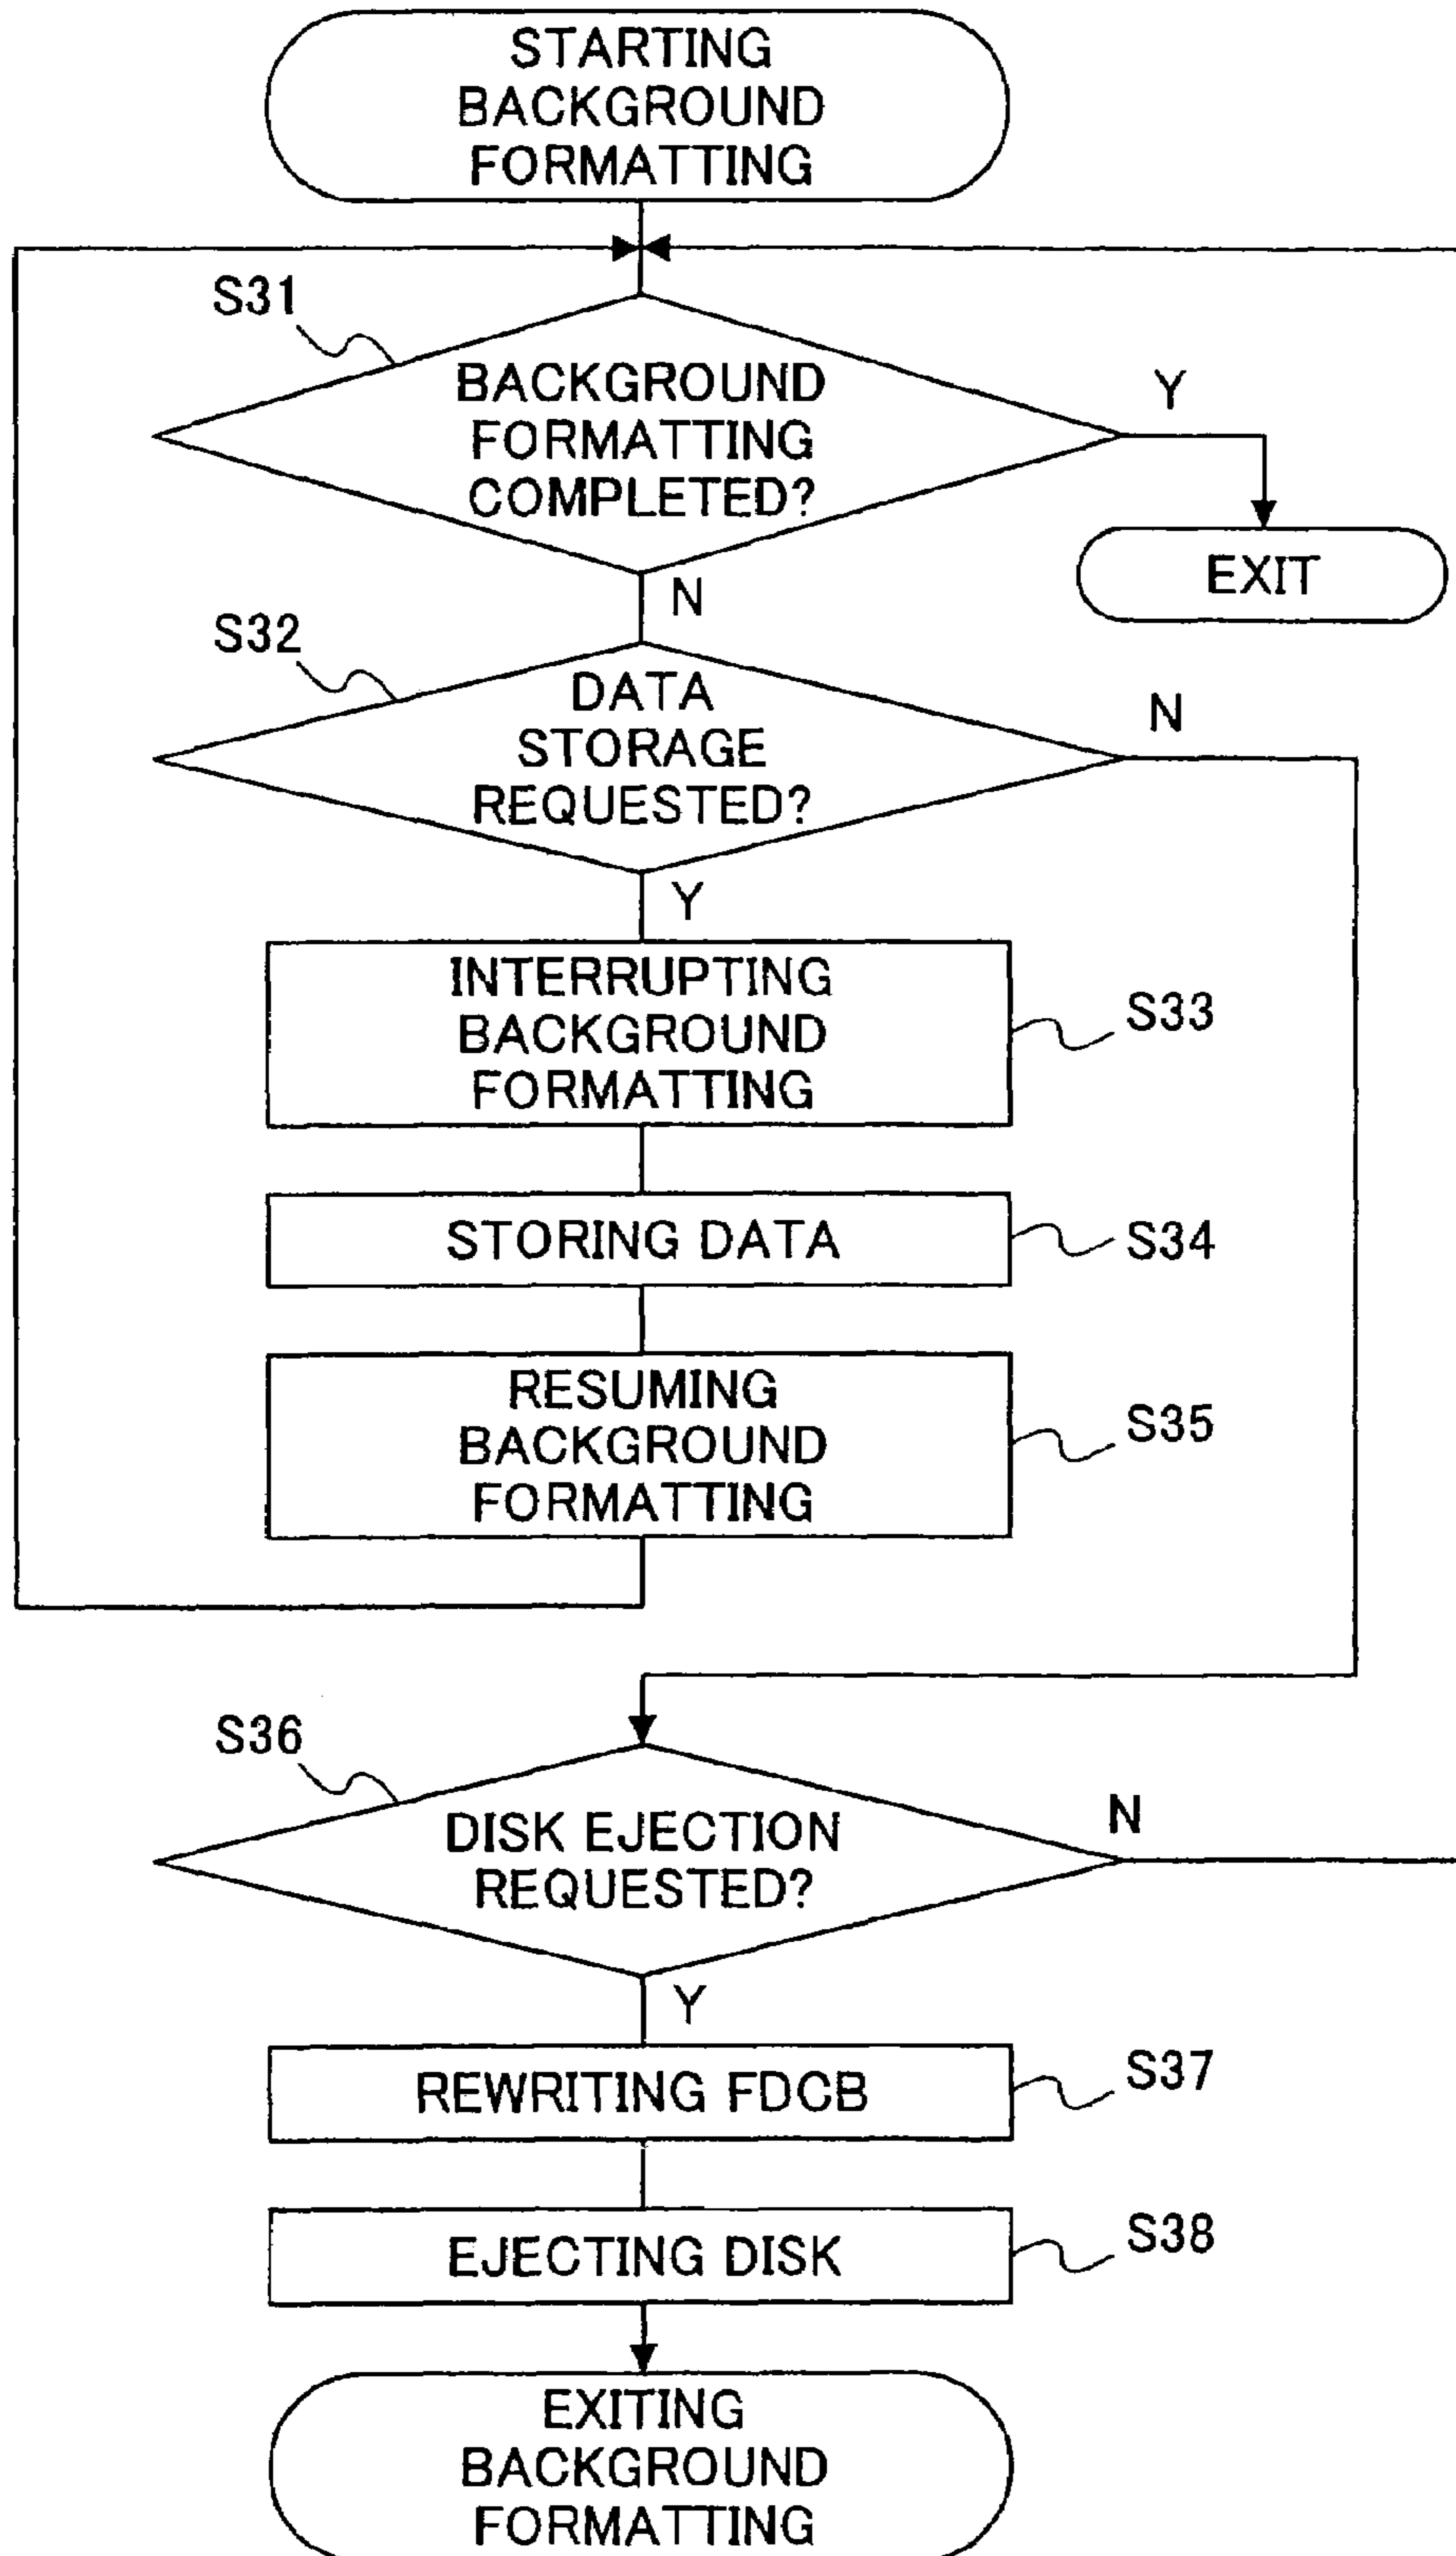 STARTING
BACKGROUND
FORMATTING
S31
BACKGROUND
FORMATTING
COMPLETED?
Y
EXIT
N
S32
DATA
STORAGE
REQUESTED?
N
Y
INTERRUPTING
BACKGROUND
FORMATTING
S33
STORING DATA
S34
RESUMING
BACKGROUND
FORMATTING
S35
S36
DISK EJECTION
REQUESTED?
N
Y
REWRITING FDCB
S37
EJECTING DISK
S38
EXITING
BACKGROUND
FORMATTING